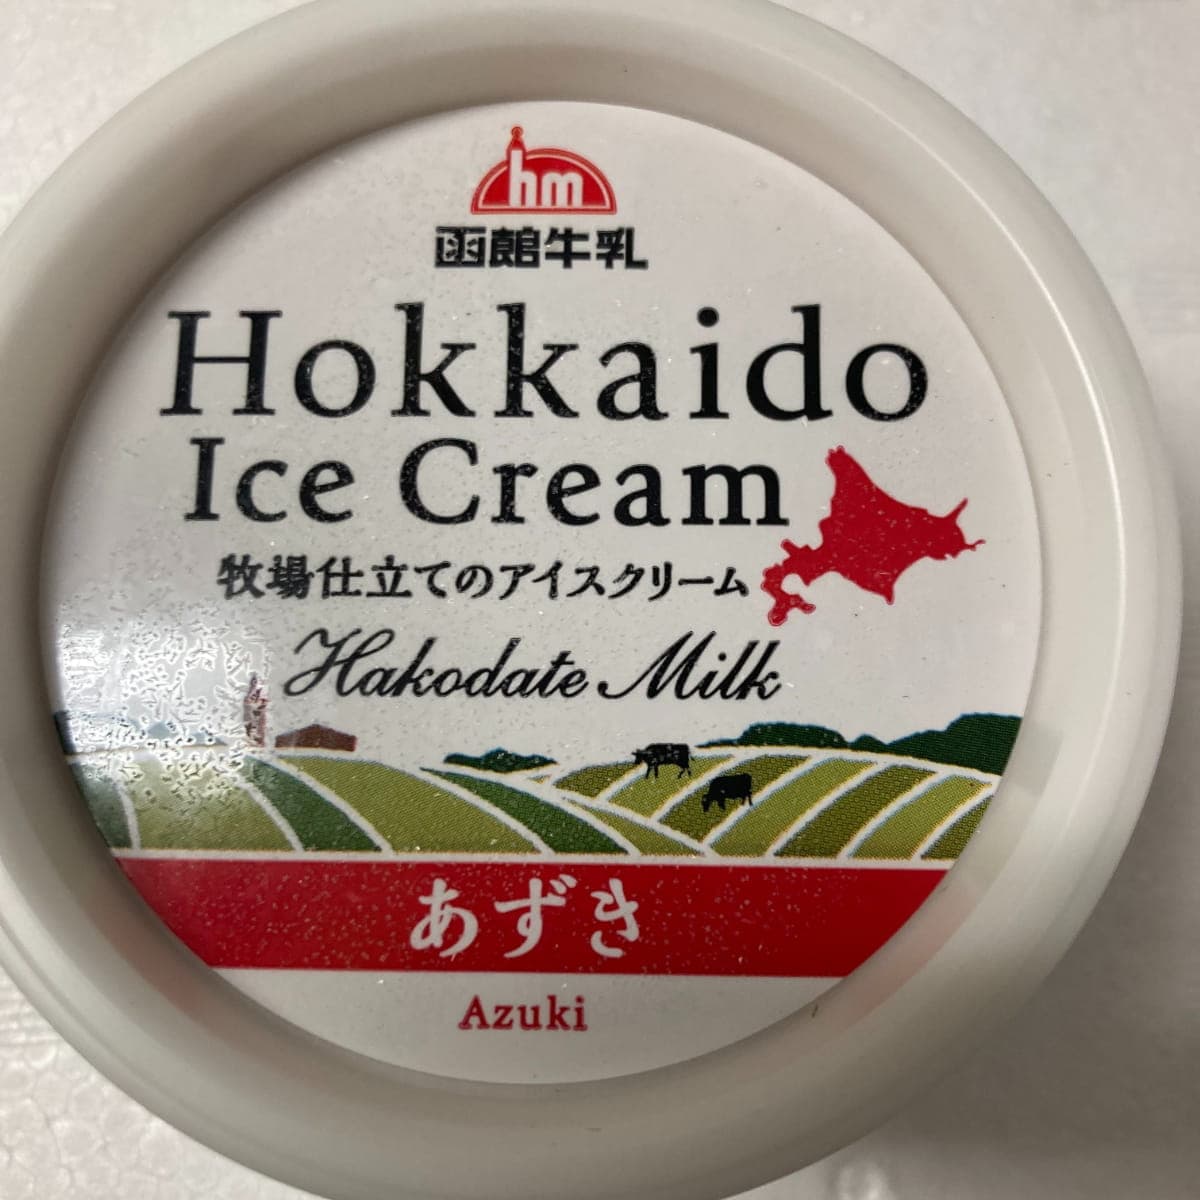 hm
函館牛乳
Hokkaido
Ice Cream
牧場仕立てのアイスクリーム
Hakodate Milk
あずき
Azuki